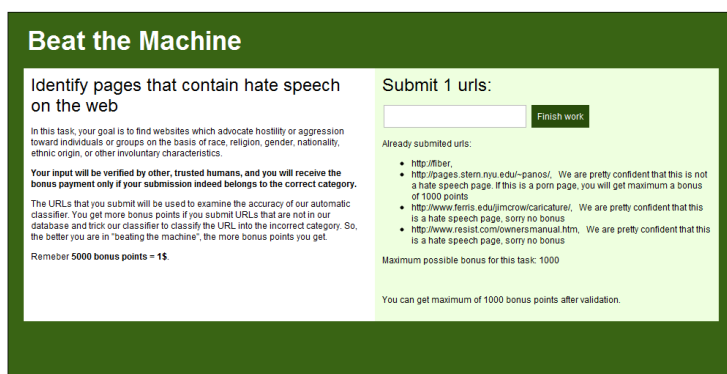 Beat the Machine
Identify pages that contain hate speech
on the web
In this task, your goal is to find websites which advocate hostility or aggression
toward individuals or groups on the basis of race, religion, gender, nationality,
ethnic origin, or other involuntary characteristics.
Your input will be verified by other, trusted humans, and you will receive the
bonus payment only if your submission indeed belongs to the correct category.
The URLs that you submit will be used to examine the accuracy of our automatic
classifier. You get more bonus points if you submit URLs that are not in our
database and trick our classifier to classify the URL into the incorrect category. So,
the better you are in "beating the machine", the more bonus points you get.
Remeber 5000 bonus points = 1$.
Submit 1 urls:
Finish work
Already submited urls:
http://fiber,
http://pages.stern.nyu.edu/~panos/, We are pretty confident that this is not
a hate speech page. If this is a porn page, you will get maximum a bonus
of 1000 points
http://www.ferris.edu/jimcrow/caricature/, We are pretty confident that this
is a hate speech page, sorry no bonus
http://www.resist.com/ownersmanual.htm, We are pretty confident that this
is a hate speech page, sorry no bonus
Maximum possible bonus for this task: 1000
You can get maximum of 1000 bonus points after validation.